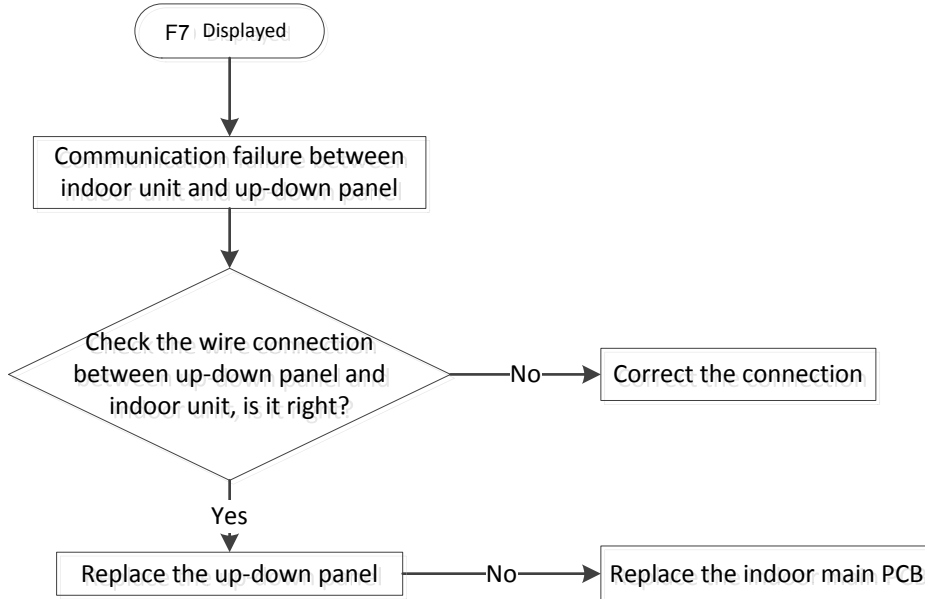 F7 Displayed
Communication failure between
indoor unit and up-down panel
Check the wire connection
between up-down panel and
indoor unit, is it right?
No
Correct the connection
Yes
Replace the up-down panel
No
Replace the indoor main PCB